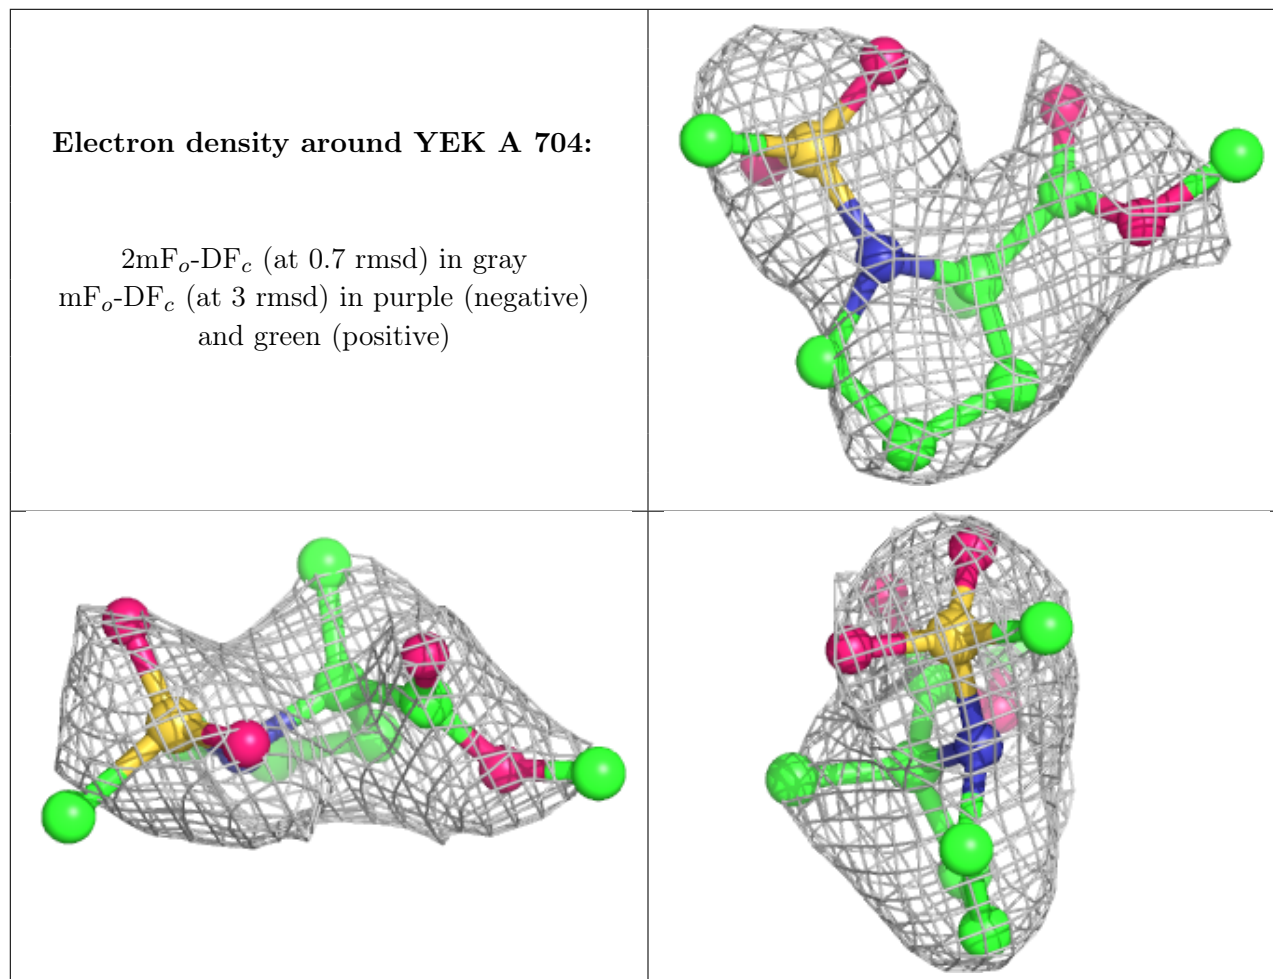 Electron density around YEK A 704:
2mFo-DFc (at 0.7 rmsd) in gray
mFo-DFc (at 3 rmsd) in purple (negative)
and green (positive)